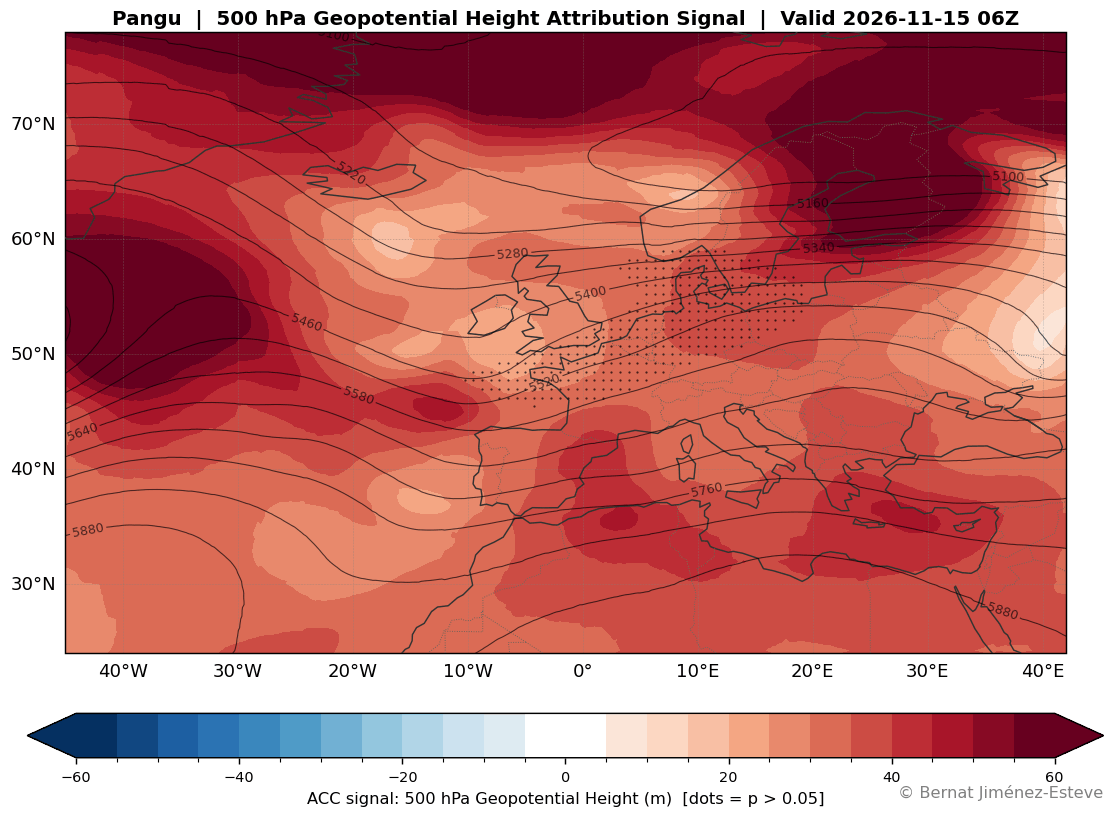 Pangu | 500 hPa Geopotential Height Attribution Signal | Valid 2026-11-15 06Z
70°N
60°N
50°N
40°N
30°N
5220
5100
5160
5280
5340
5400
5460
5520
5580
5640
5760
5880
5880
40°W 30°W 20°W 10°W 0° 10°E 20°E 30°E 40°E
−60 −40 −20 0 20 40 60
ACC signal: 500 hPa Geopotential Height (m) [dots = p > 0.05]
© Bernat Jiménez-Esteve